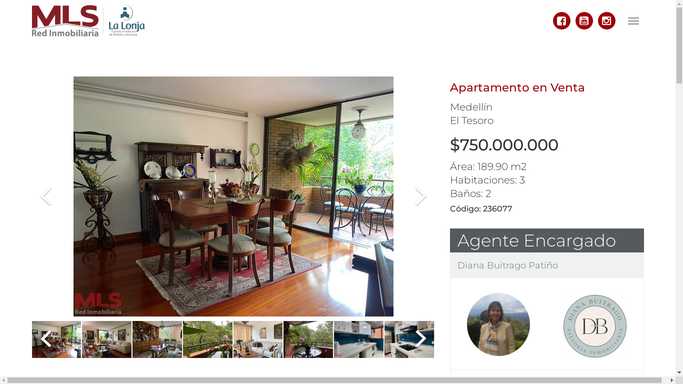 MLS
Red Inmobiliaria
La Lonja
Apartamento en Venta
Medellín
El Tesoro
$750.000.000
Área: 189.90 m2
Habitaciones: 3
Baños: 2
Código: 236077
MLS
Red Inmobiliaria
Agente Encargado
Diana Buitrago Patiño
DIANA BUITRAGO
DB